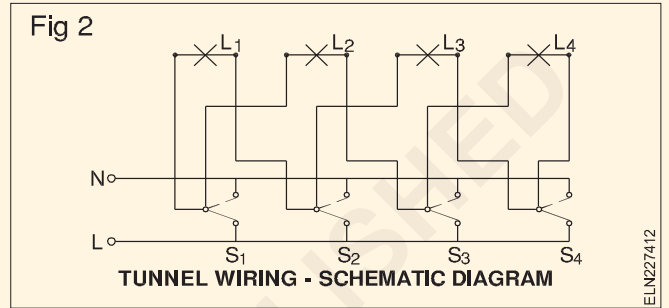 Fig 2
L1 L2 L3 L4
N
L
S1 S2 S3 S4
TUNNEL WIRING - SCHEMATIC DIAGRAM
ELN227412